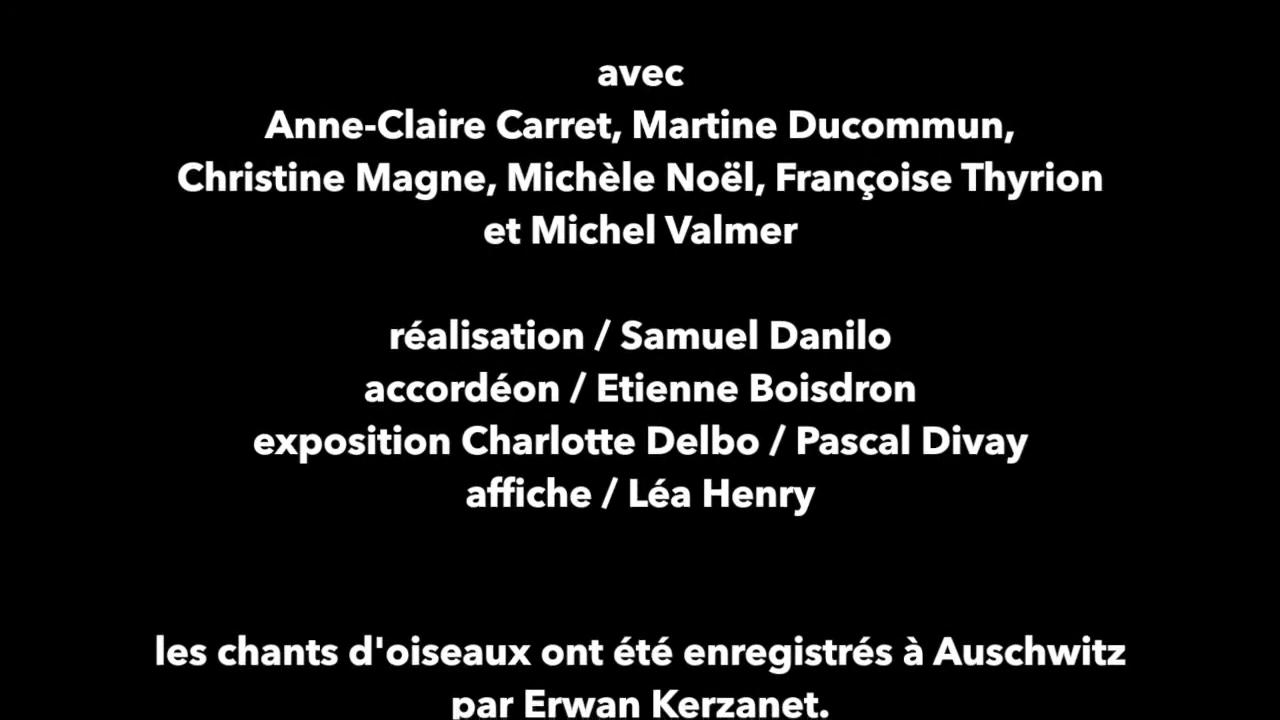 avec
Anne-Claire Carret, Martine Ducommun,
Christine Magne, Michèle Noël, Françoise Thyrion
et Michel Valmer
réalisation / Samuel Danilo
accordéon / Etienne Boisdron
exposition Charlotte Delbo / Pascal Divay
affiche / Léa Henry
les chants d'oiseaux ont été enregistrés à Auschwitz
par Erwan Kerzanet.